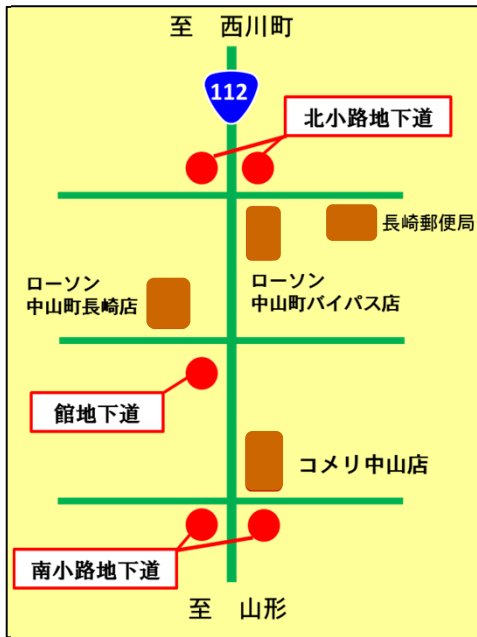 至　西川町
112
北小路地下道
長崎郵便局
ローソン
中山町長崎店
ローソン
中山町バイパス店
館地下道
コメリ中山店
南小路地下道
至　山形